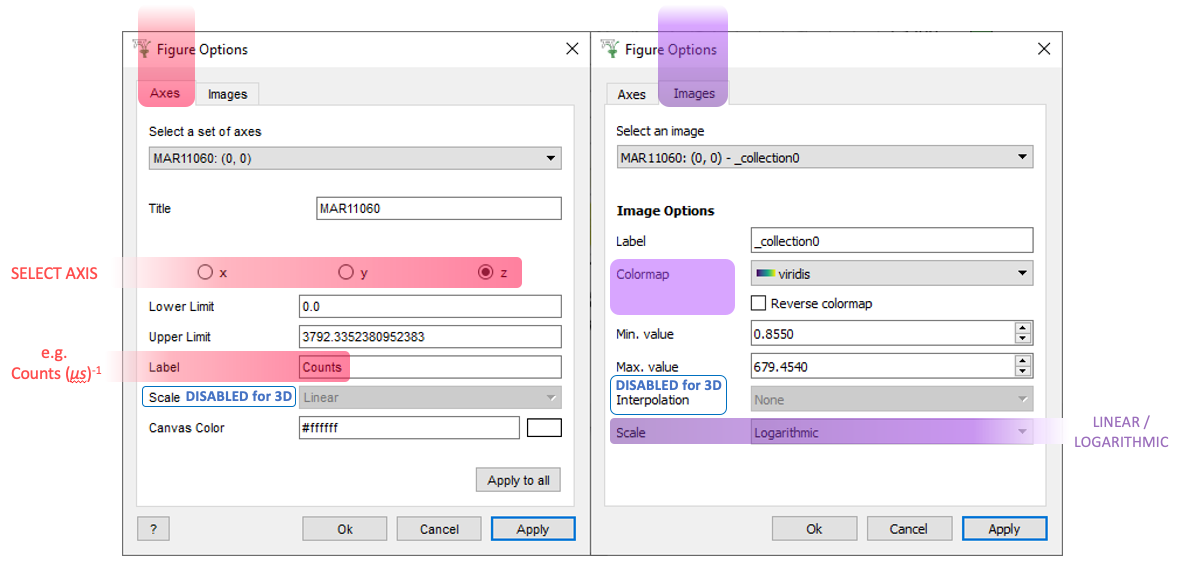 Figure Options
Axes
Images
Select a set of axes
MAR11060: (0, 0)
Title
MAR11060
SELECT AXIS
x
y
z
Lower Limit
0.0
Upper Limit
3792.3352380952383
e.g.
Counts (μs)-1
Label
Counts
Scale
DISABLED for 3D
Linear
Canvas Color
#ffffff
Apply to all
?
Ok
Cancel
Apply
Figure Options
Axes
Images
Select an image
MAR11060: (0, 0) - _collection0
Image Options
Label
_collection0
Colormap
viridis
Reverse colormap
Min. value
0.8550
Max. value
679.4540
DISABLED for 3D
Interpolation
None
Scale
Logarithmic
LINEAR /
LOGARITHMIC
Ok
Cancel
Apply